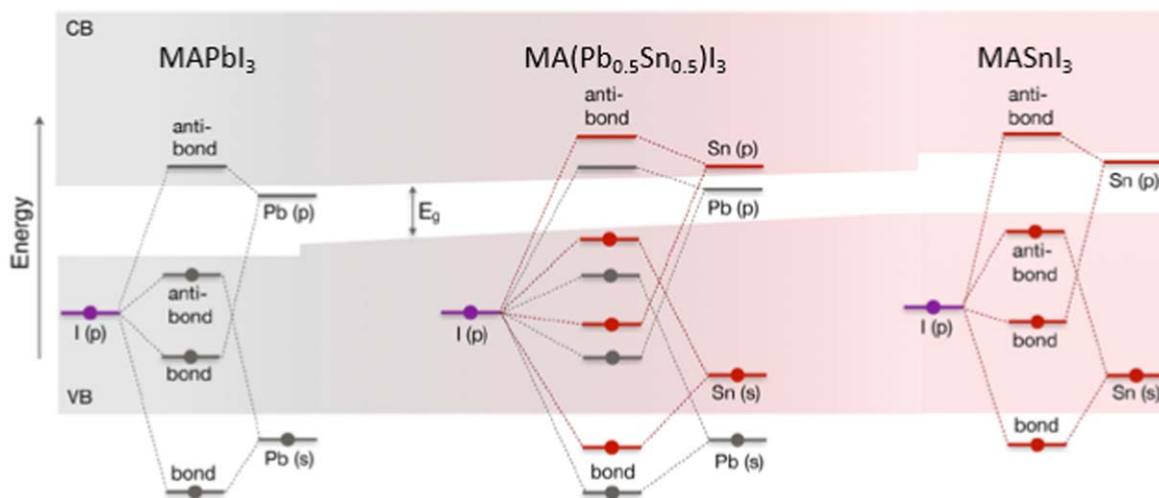 CB
MAPbI₃
MA(Pb₀.₅Sn₀.₅)I₃
MASnI₃
anti-
bond
Pb (p)
I (p)
anti-
bond
bond
bond
Pb (s)
Energy
VB
E_g
anti-
bond
Sn (p)
Pb (p)
I (p)
Sn (s)
bond
Pb (s)
anti-
bond
Sn (p)
anti-
bond
I (p)
bond
Sn (s)
bond